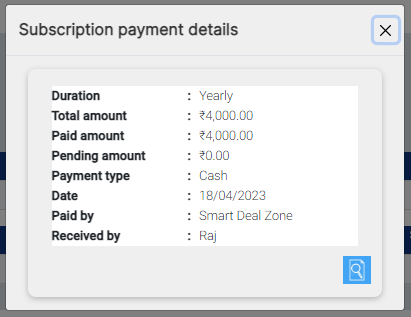 Subscription payment details
Duration : Yearly
Total amount : ₹4,000.00
Paid amount : ₹4,000.00
Pending amount : ₹0.00
Payment type : Cash
Date : 18/04/2023
Paid by : Smart Deal Zone
Received by : Raj